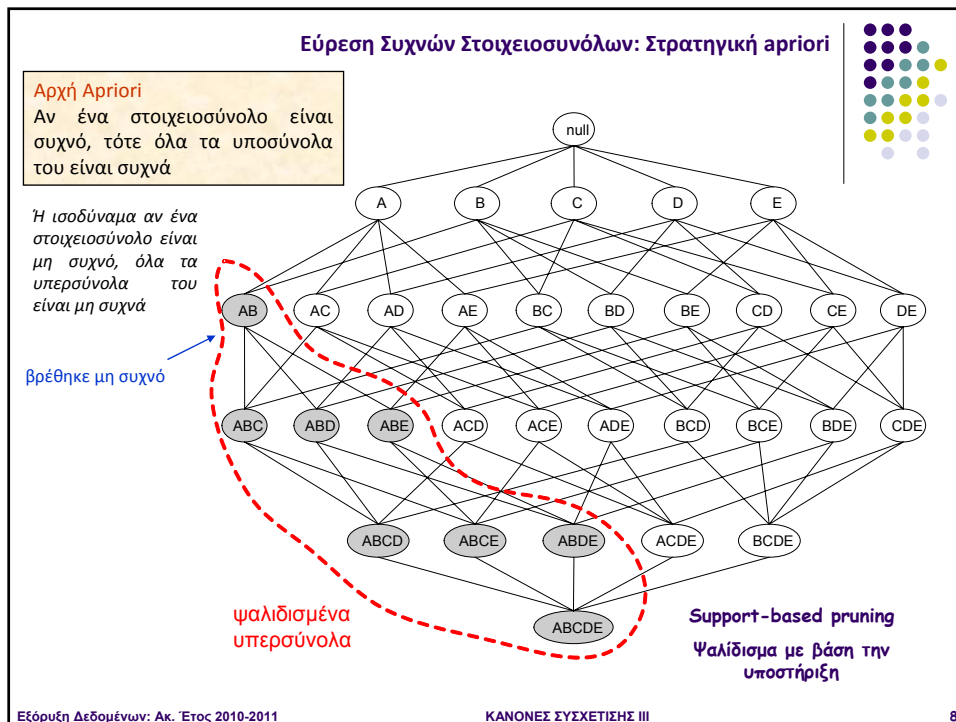 Εύρεση Συχνών Στοιχειοσυνόλων: Στρατηγική apriori
Αρχή Apriori
Αν ένα στοιχειοσύνολο είναι
συχνό, τότε όλα τα υποσύνολα
του είναι συχνά
Ή ισοδύναμα αν ένα
στοιχειοσύνολο είναι
μη συχνό, όλα τα
υπερσύνολα του
είναι μη συχνά
βρέθηκε μη συχνό
null
A B C D E
AB AC AD AE BC BD BE CD CE DE
ABC ABD ABE ACD ACE ADE BCD BCE BDE CDE
ABCD ABCE ABDE ACDE BCDE
ABCDE
ψαλιδισμένα
υπερσύνολα
Support-based pruning
Ψαλίδισμα με βάση την
υποστήριξη
Εξόρυξη Δεδομένων: Ακ. Έτος 2010-2011 ΚΑΝΟΝΕΣ ΣΥΣΧΕΤΙΣΗΣ III 8